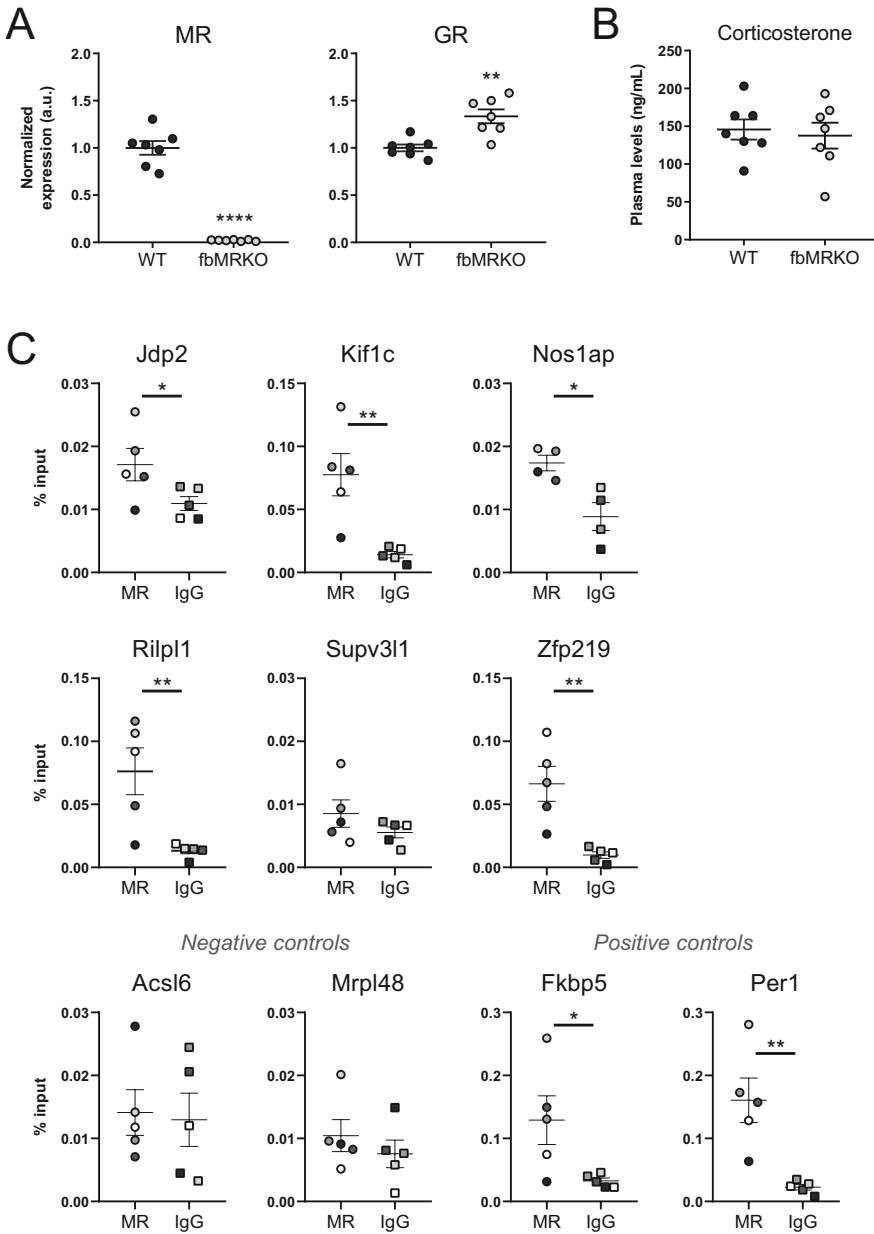 A
MR
GR
B
Corticosterone
Normalized
expression (a.u.)
2.0
1.5
1.0
0.5
0.0
****
WT
fbMRKO
2.0
1.5
1.0
0.5
0.0
**
WT
fbMRKO
Plasma levels (ng/mL)
250
200
150
100
50
0
WT
fbMRKO
C
Jdp2
% input
0.03
0.02
0.01
0.00
*
MR
IgG
Kif1c
0.15
0.10
0.05
0.00
**
MR
IgG
Nos1ap
0.03
0.02
0.01
0.00
*
MR
IgG
Rilpl1
% input
0.15
0.10
0.05
0.00
**
MR
IgG
Supv3l1
0.03
0.02
0.01
0.00
MR
IgG
Zfp219
0.15
0.10
0.05
0.00
**
MR
IgG
Negative controls
Positive controls
Acsl6
% input
0.03
0.02
0.01
0.00
MR
IgG
Mrpl48
0.03
0.02
0.01
0.00
MR
IgG
Fkbp5
0.3
0.2
0.1
0.0
*
MR
IgG
Per1
0.3
0.2
0.1
0.0
**
MR
IgG